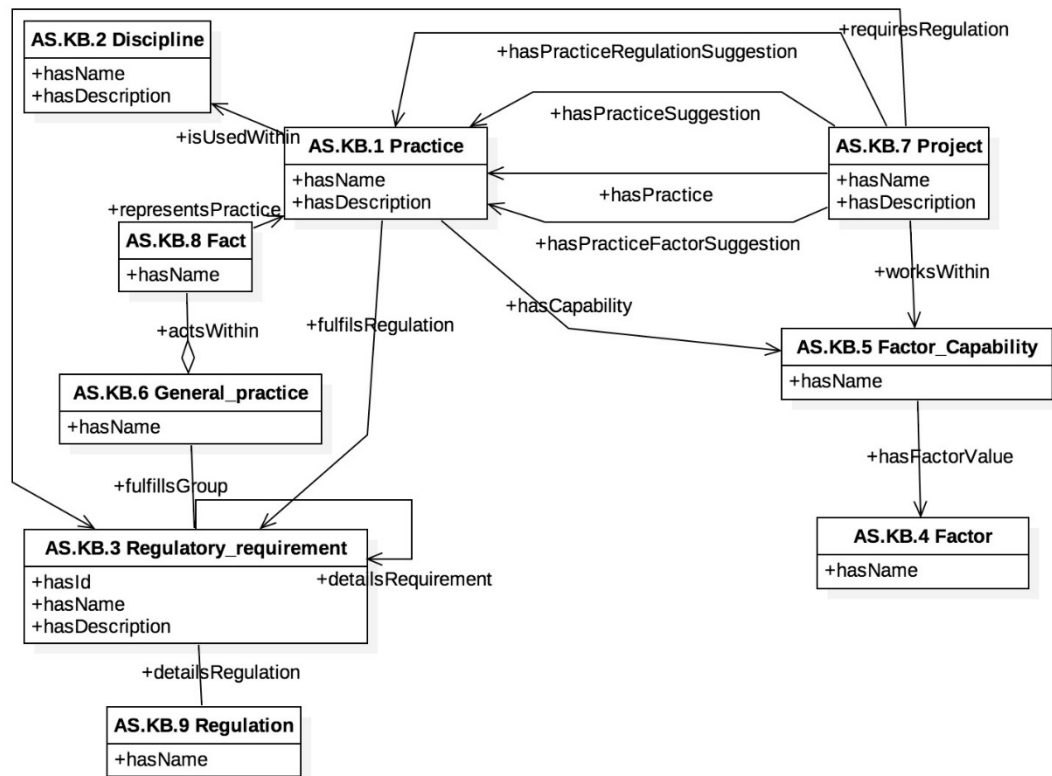 AS.KB.2 Discipline
+hasName
+hasDescription
+requiresRegulation
+hasPracticeRegulationSuggestion
+hasPracticeSuggestion
+isUsedWithin
AS.KB.1 Practice
+hasName
+hasDescription
AS.KB.7 Project
+hasName
+hasDescription
+hasPractice
+representsPractice
+hasPracticeFactorSuggestion
AS.KB.8 Fact
+hasName
+worksWithin
+hasCapability
+actsWithin
+fulfilsRegulation
AS.KB.5 Factor_Capability
+hasName
AS.KB.6 General_practice
+hasName
+hasFactorValue
+fulfillsGroup
AS.KB.3 Regulatory_requirement
+hasId
+hasName
+hasDescription
+detailsRequirement
AS.KB.4 Factor
+hasName
+detailsRegulation
AS.KB.9 Regulation
+hasName